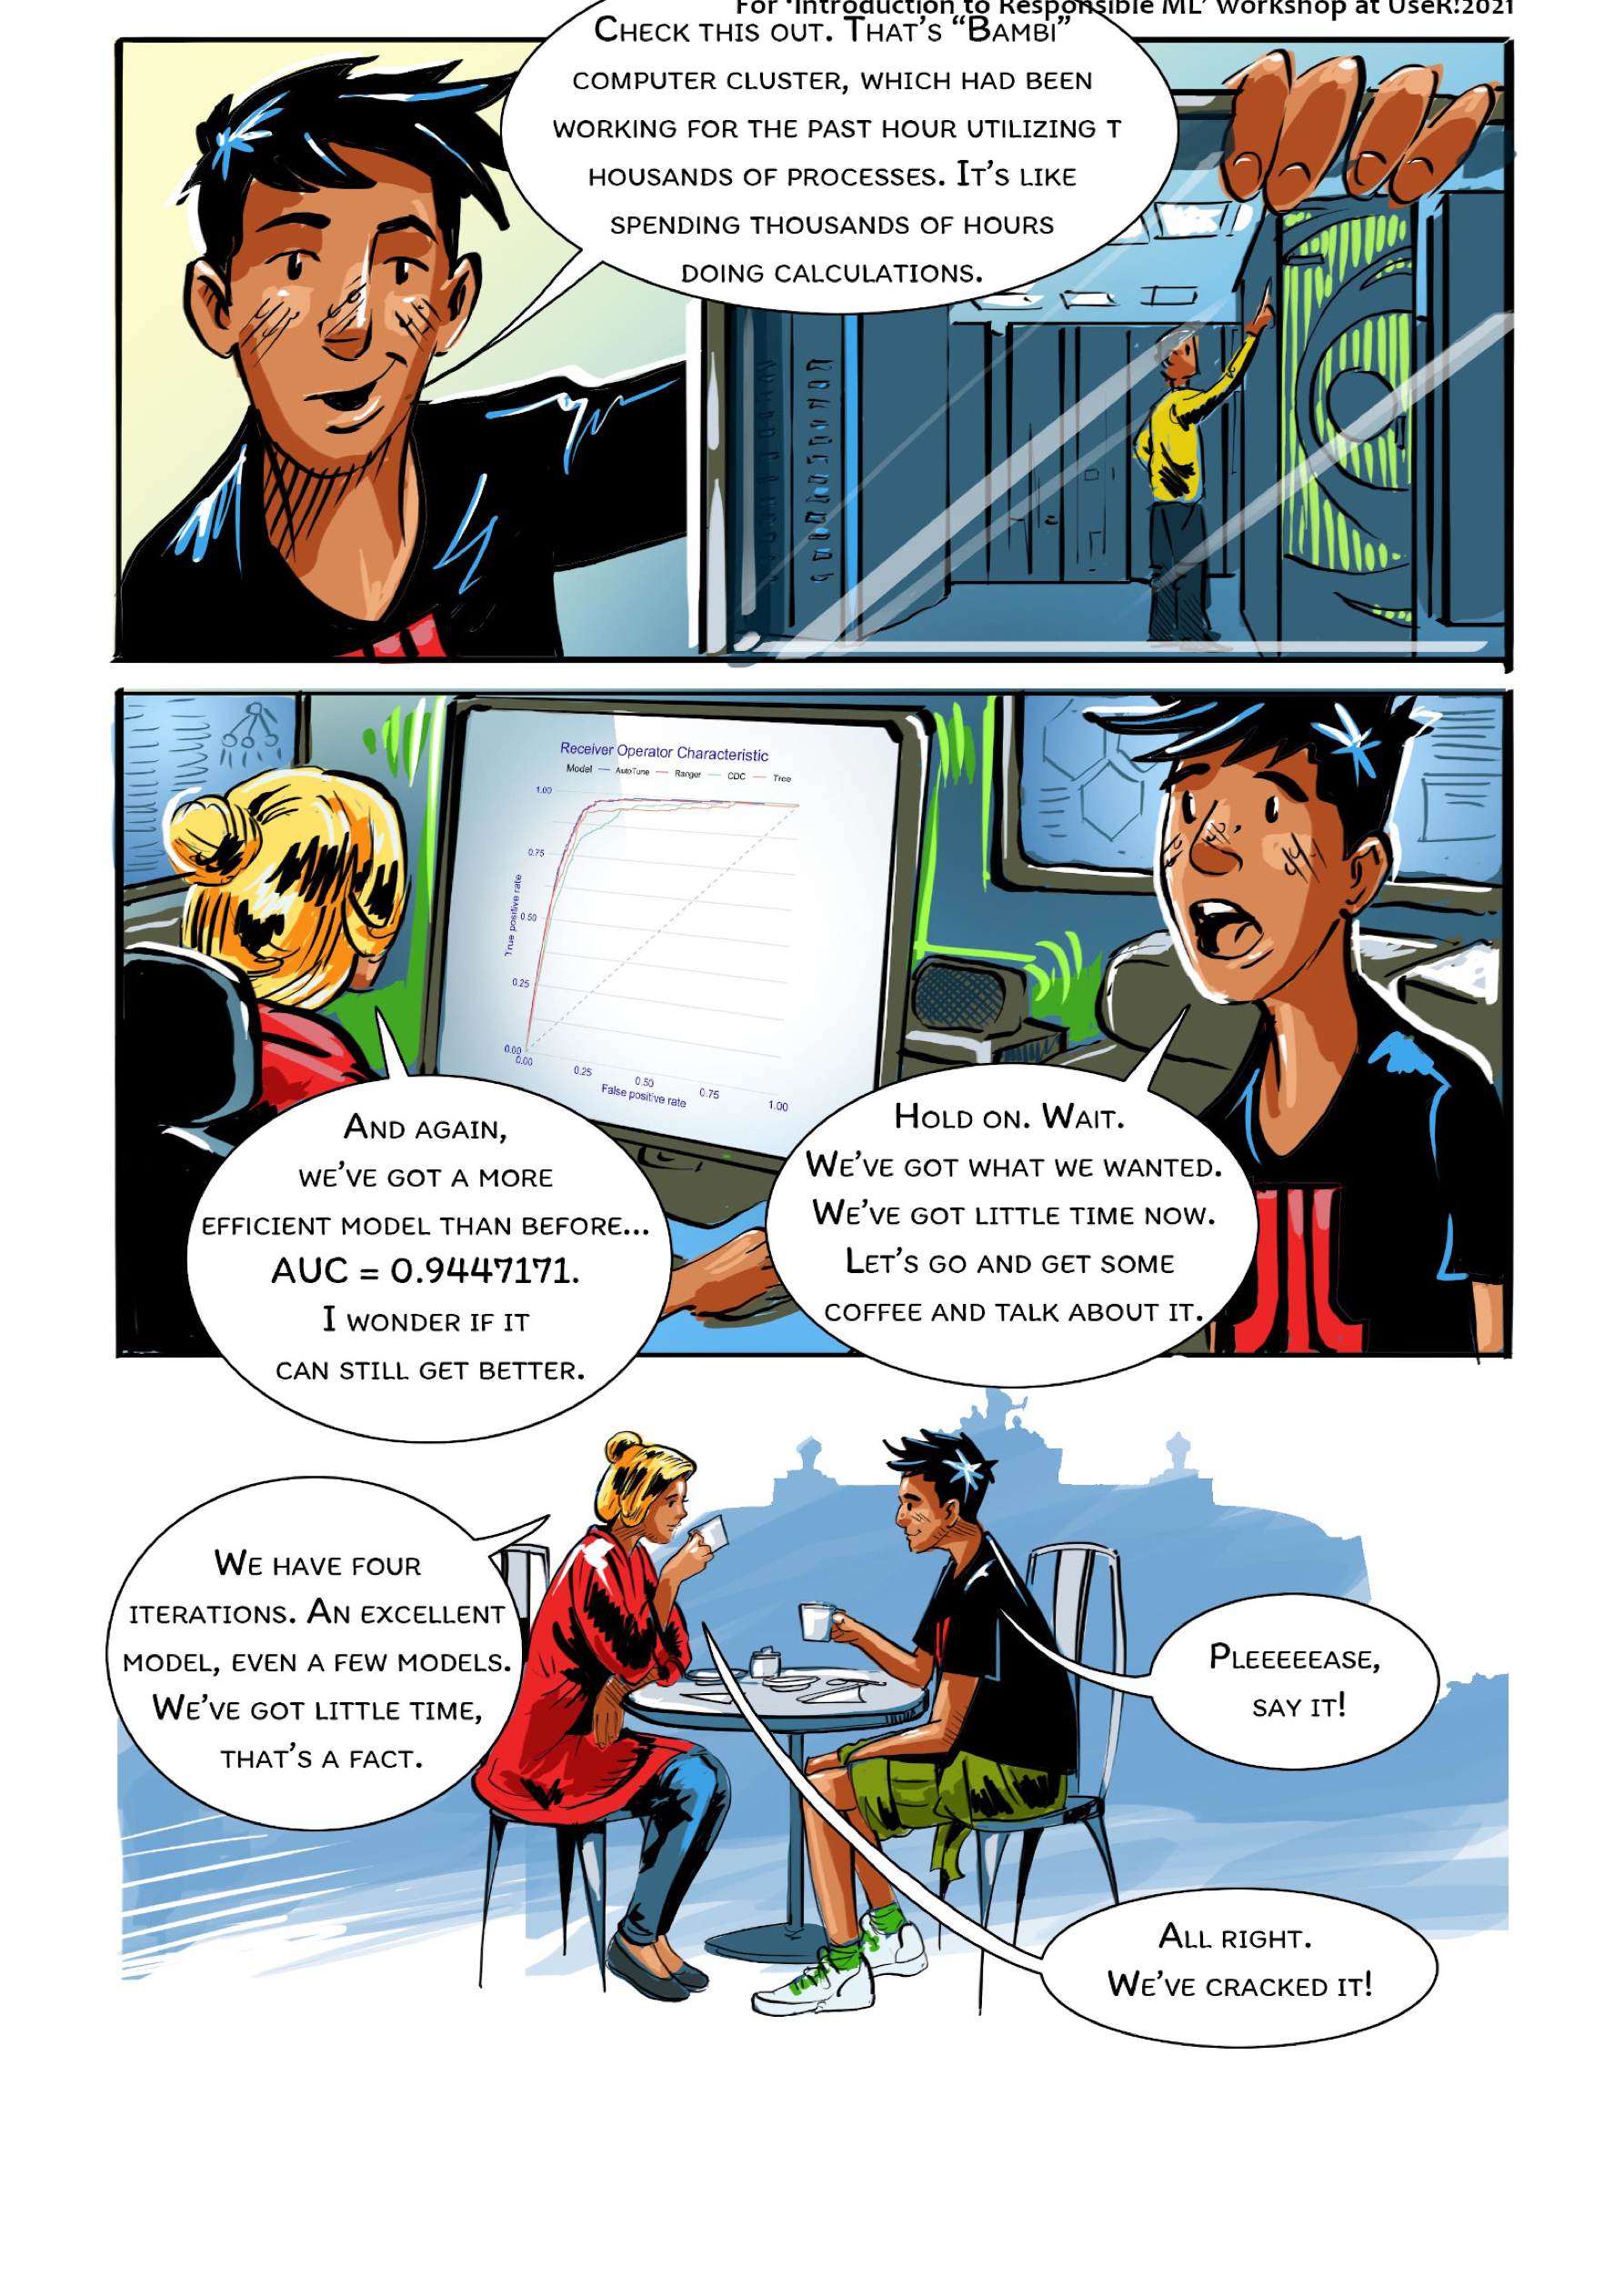 For 'Introduction to Responsible ML' Workshop at UseR!2021
CHECK THIS OUT. THAT'S “BAMBI”
COMPUTER CLUSTER, WHICH HAD BEEN
WORKING FOR THE PAST HOUR UTILIZING T
HOUSANDS OF PROCESSES. IT'S LIKE
SPENDING THOUSANDS OF HOURS
DOING CALCULATIONS.
Receiver Operator Characteristic
Model AutoTune Ranger CDC Tree
1.00
0.75
0.50
0.25
0.00
True positive rate
0.00 0.25 0.50 0.75 1.00
False positive rate
AND AGAIN,
WE'VE GOT A MORE
EFFICIENT MODEL THAN BEFORE...
AUC = 0.9447171.
I WONDER IF IT
CAN STILL GET BETTER.
HOLD ON. WAIT.
WE'VE GOT WHAT WE WANTED.
WE'VE GOT LITTLE TIME NOW.
LET'S GO AND GET SOME
COFFEE AND TALK ABOUT IT.
WE HAVE FOUR
ITERATIONS. AN EXCELLENT
MODEL, EVEN A FEW MODELS.
WE'VE GOT LITTLE TIME,
THAT'S A FACT.
PLEEEEEASE,
SAY IT!
ALL RIGHT.
WE'VE CRACKED IT!